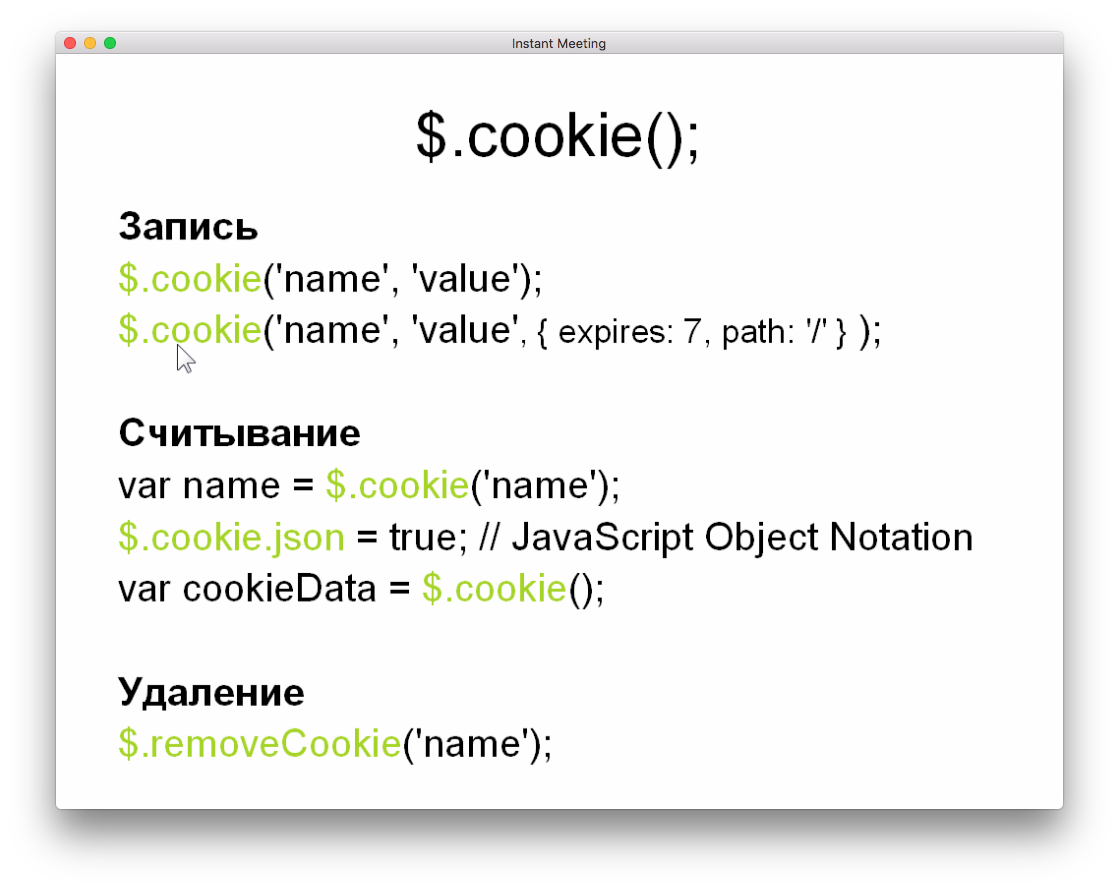 Instant Meeting
$.cookie();
Запись
$.cookie('name', 'value');
$.cookie('name', 'value', { expires: 7, path: '/' } );
Считывание
var name = $.cookie('name');
$.cookie.json = true; // JavaScript Object Notation
var cookieData = $.cookie();
Удаление
$.removeCookie('name');